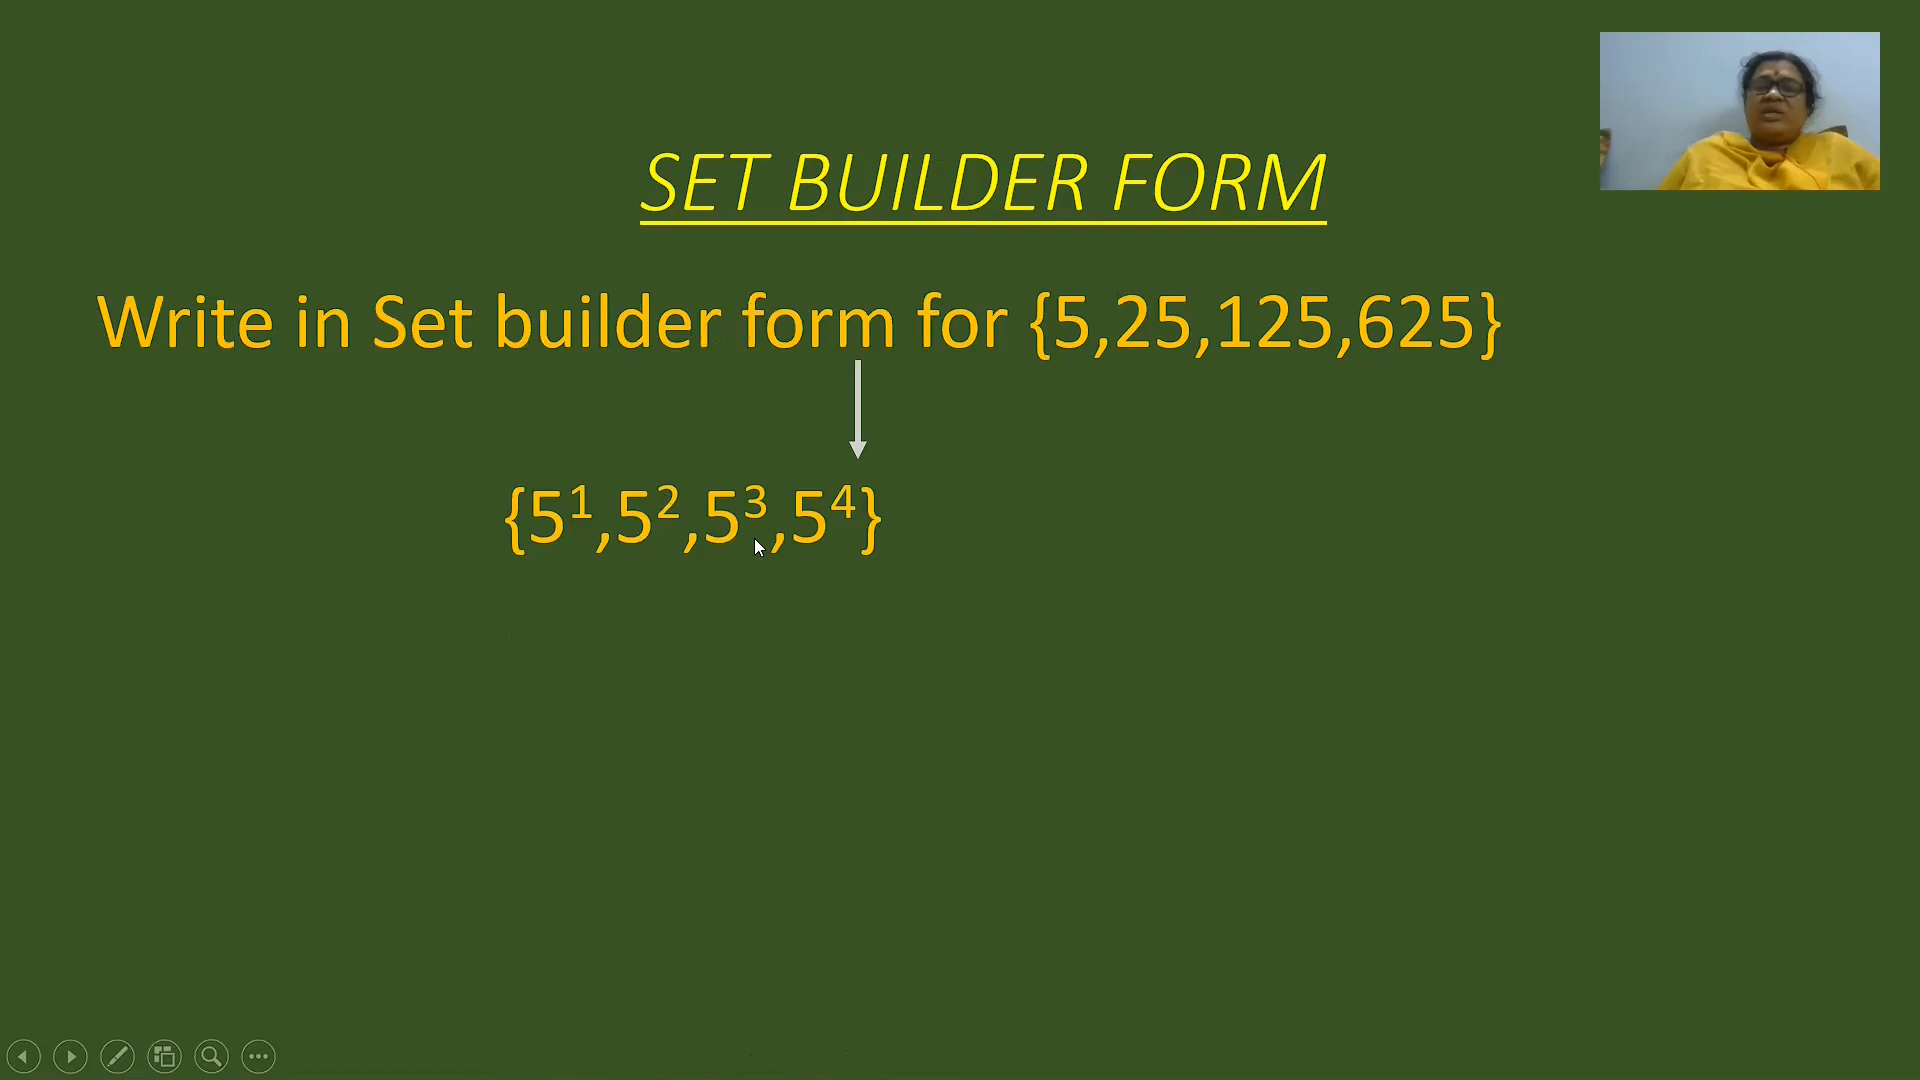 SET BUILDER FORM
Write in Set builder form for {5,25,125,625}
{5¹,5²,5³,5⁴}